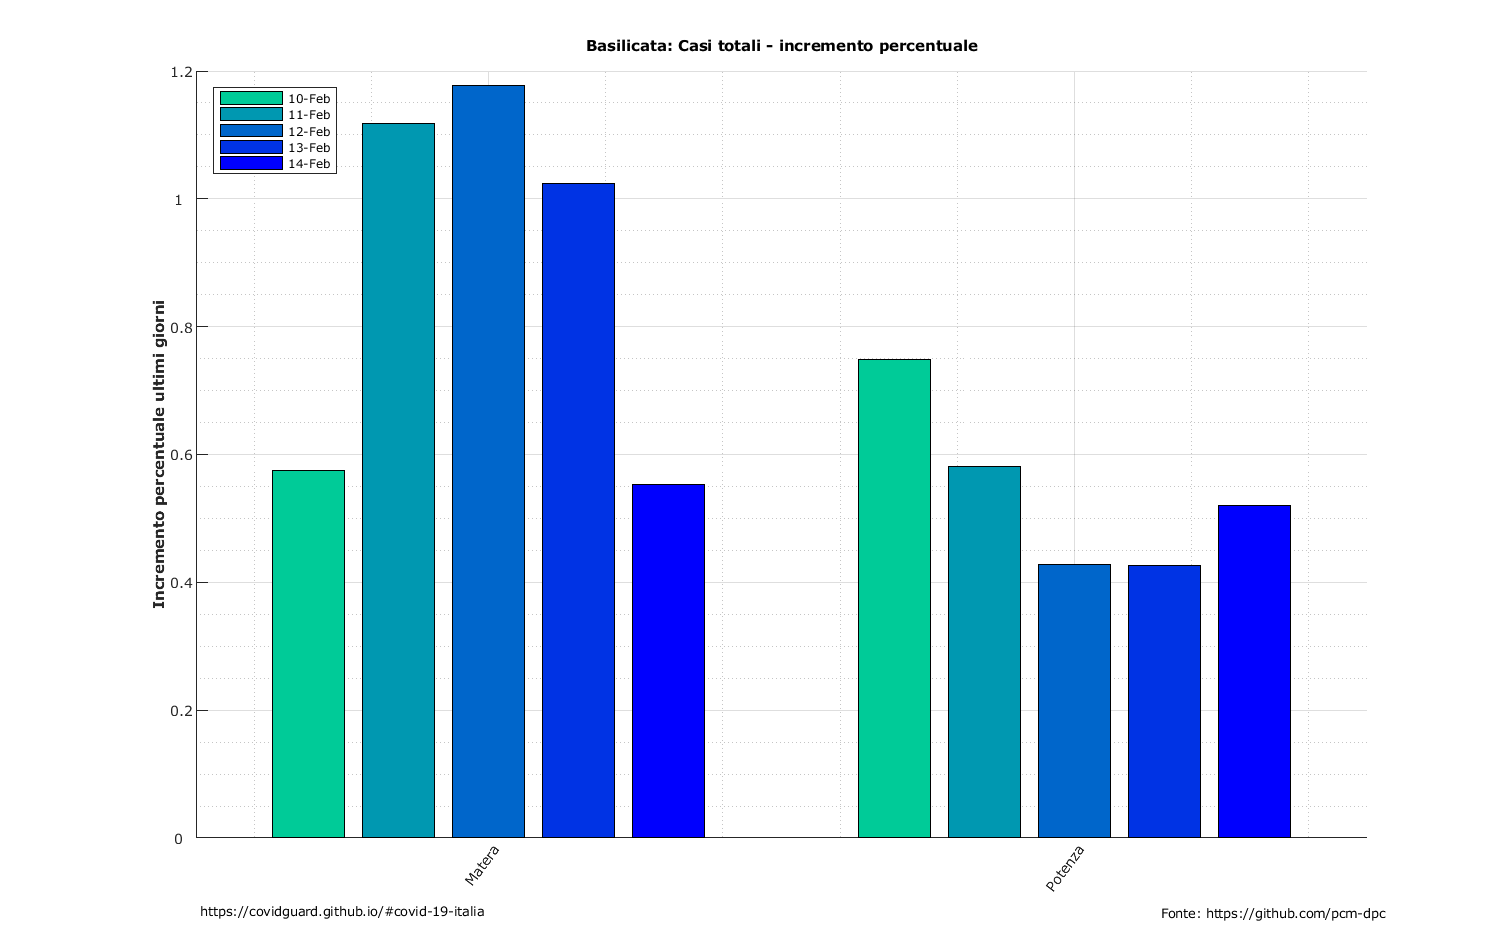 Basilicata: Casi totali - incremento percentuale
Incremento percentuale ultimi giorni
1.2
1
0.8
0.6
0.4
0.2
0
10-Feb
11-Feb
12-Feb
13-Feb
14-Feb
Matera
Potenza
https://covidguard.github.io/#covid-19-italia
Fonte: https://github.com/pcm-dpc